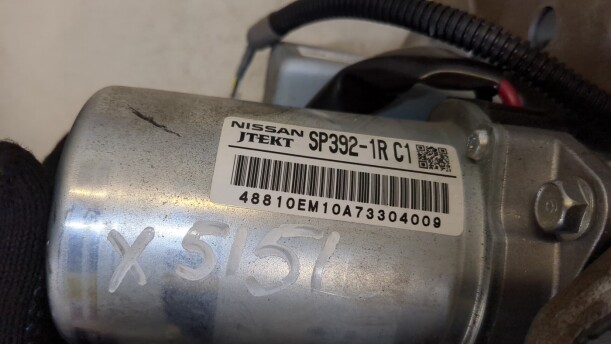 NISSAN
JTEKT
SP392-1R C1
48810EM10A73304009
X 5151